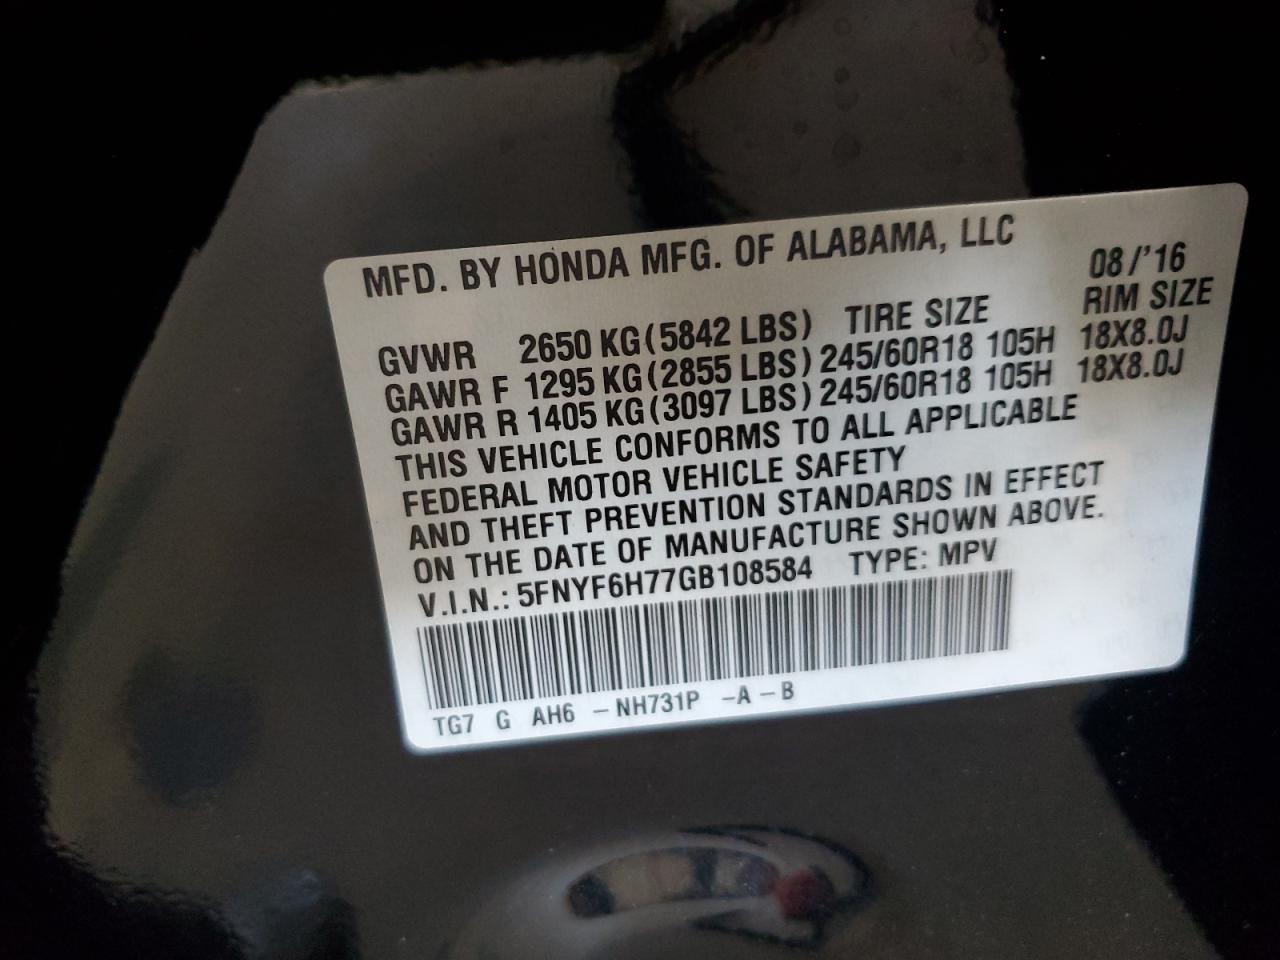 MFD. BY HONDA MFG. OF ALABAMA, LLC 08/'16
GVWR 2650 KG(5842 LBS) TIRE SIZE RIM SIZE
GAWR F 1295 KG(2855 LBS) 245/60R18 105H 18X8.0J
GAWR R 1405 KG(3097 LBS) 245/60R18 105H 18X8.0J
THIS VEHICLE CONFORMS TO ALL APPLICABLE
FEDERAL MOTOR VEHICLE SAFETY
AND THEFT PREVENTION STANDARDS IN EFFECT
ON THE DATE OF MANUFACTURE SHOWN ABOVE.
V.I.N.: 5FNYF6H77GB108584 TYPE: MPV
TG7 G AH6 -NH731P -A-B